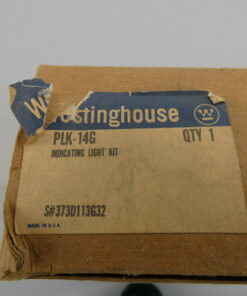 Westinghouse
PLK-14G QTY 1
INDICATING LIGHT KIT
S#373D113G32
MADE IN U.S.A.